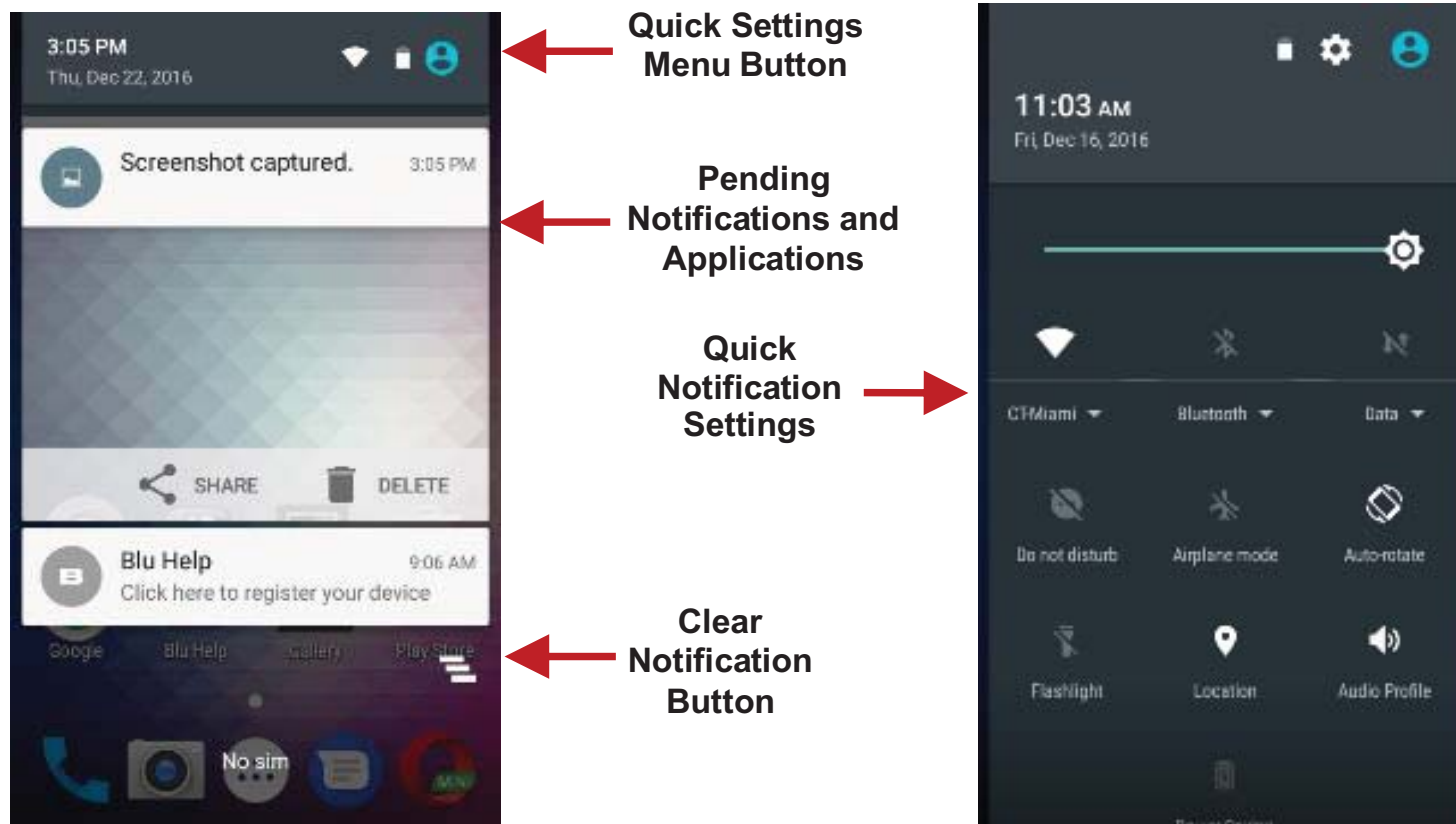 3:05 PM
Thu, Dec 22, 2016
Screenshot captured.
3:05 PM
SHARE
DELETE
Blu Help
9:06 AM
Click here to register your device
Google
Blu Help
Gallery
Play Store
No sim
MINI
Quick Settings
Menu Button
Pending
Notifications and
Applications
Quick
Notification
Settings
Clear
Notification
Button
11:03 AM
Fri, Dec 16, 2016
CT-Miami
Bluetooth
Data
Do not disturb
Airplane mode
Auto-rotate
Flashlight
Location
Audio Profile